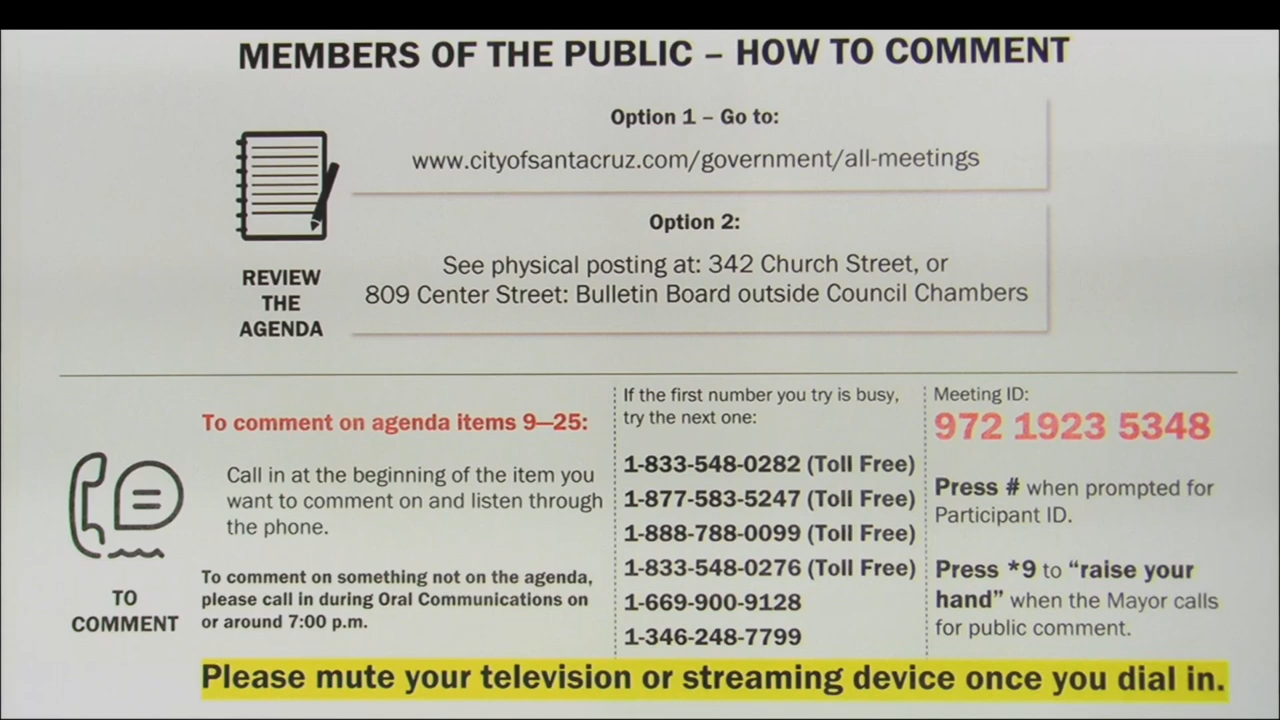 MEMBERS OF THE PUBLIC – HOW TO COMMENT
REVIEW
THE
AGENDA
Option 1 – Go to:
www.cityofsantacruz.com/government/all-meetings
Option 2:
See physical posting at: 342 Church Street, or
809 Center Street: Bulletin Board outside Council Chambers
TO
COMMENT
To comment on agenda items 9—25:
Call in at the beginning of the item you
want to comment on and listen through
the phone.
To comment on something not on the agenda,
please call in during Oral Communications on
or around 7:00 p.m.
If the first number you try is busy,
try the next one:
1-833-548-0282 (Toll Free)
1-877-583-5247 (Toll Free)
1-888-788-0099 (Toll Free)
1-833-548-0276 (Toll Free)
1-669-900-9128
1-346-248-7799
Meeting ID:
972 1923 5348
Press # when prompted for
Participant ID.
Press *9 to “raise your
hand” when the Mayor calls
for public comment.
Please mute your television or streaming device once you dial in.